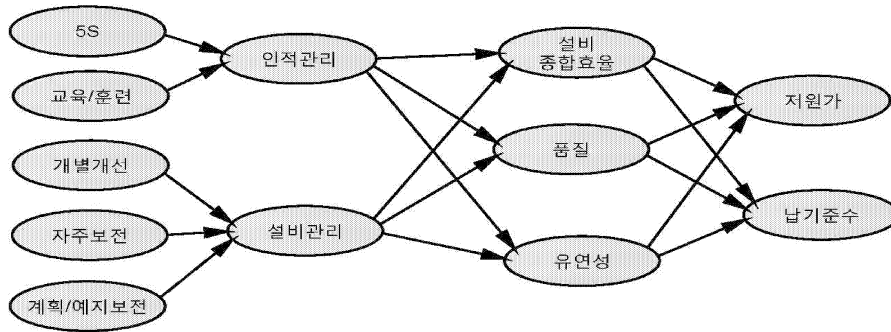 5S
교육/훈련
개별개선
자주보전
계획/예지보전
인적관리
설비관리
설비
종합효율
품질
유연성
저원가
납기준수